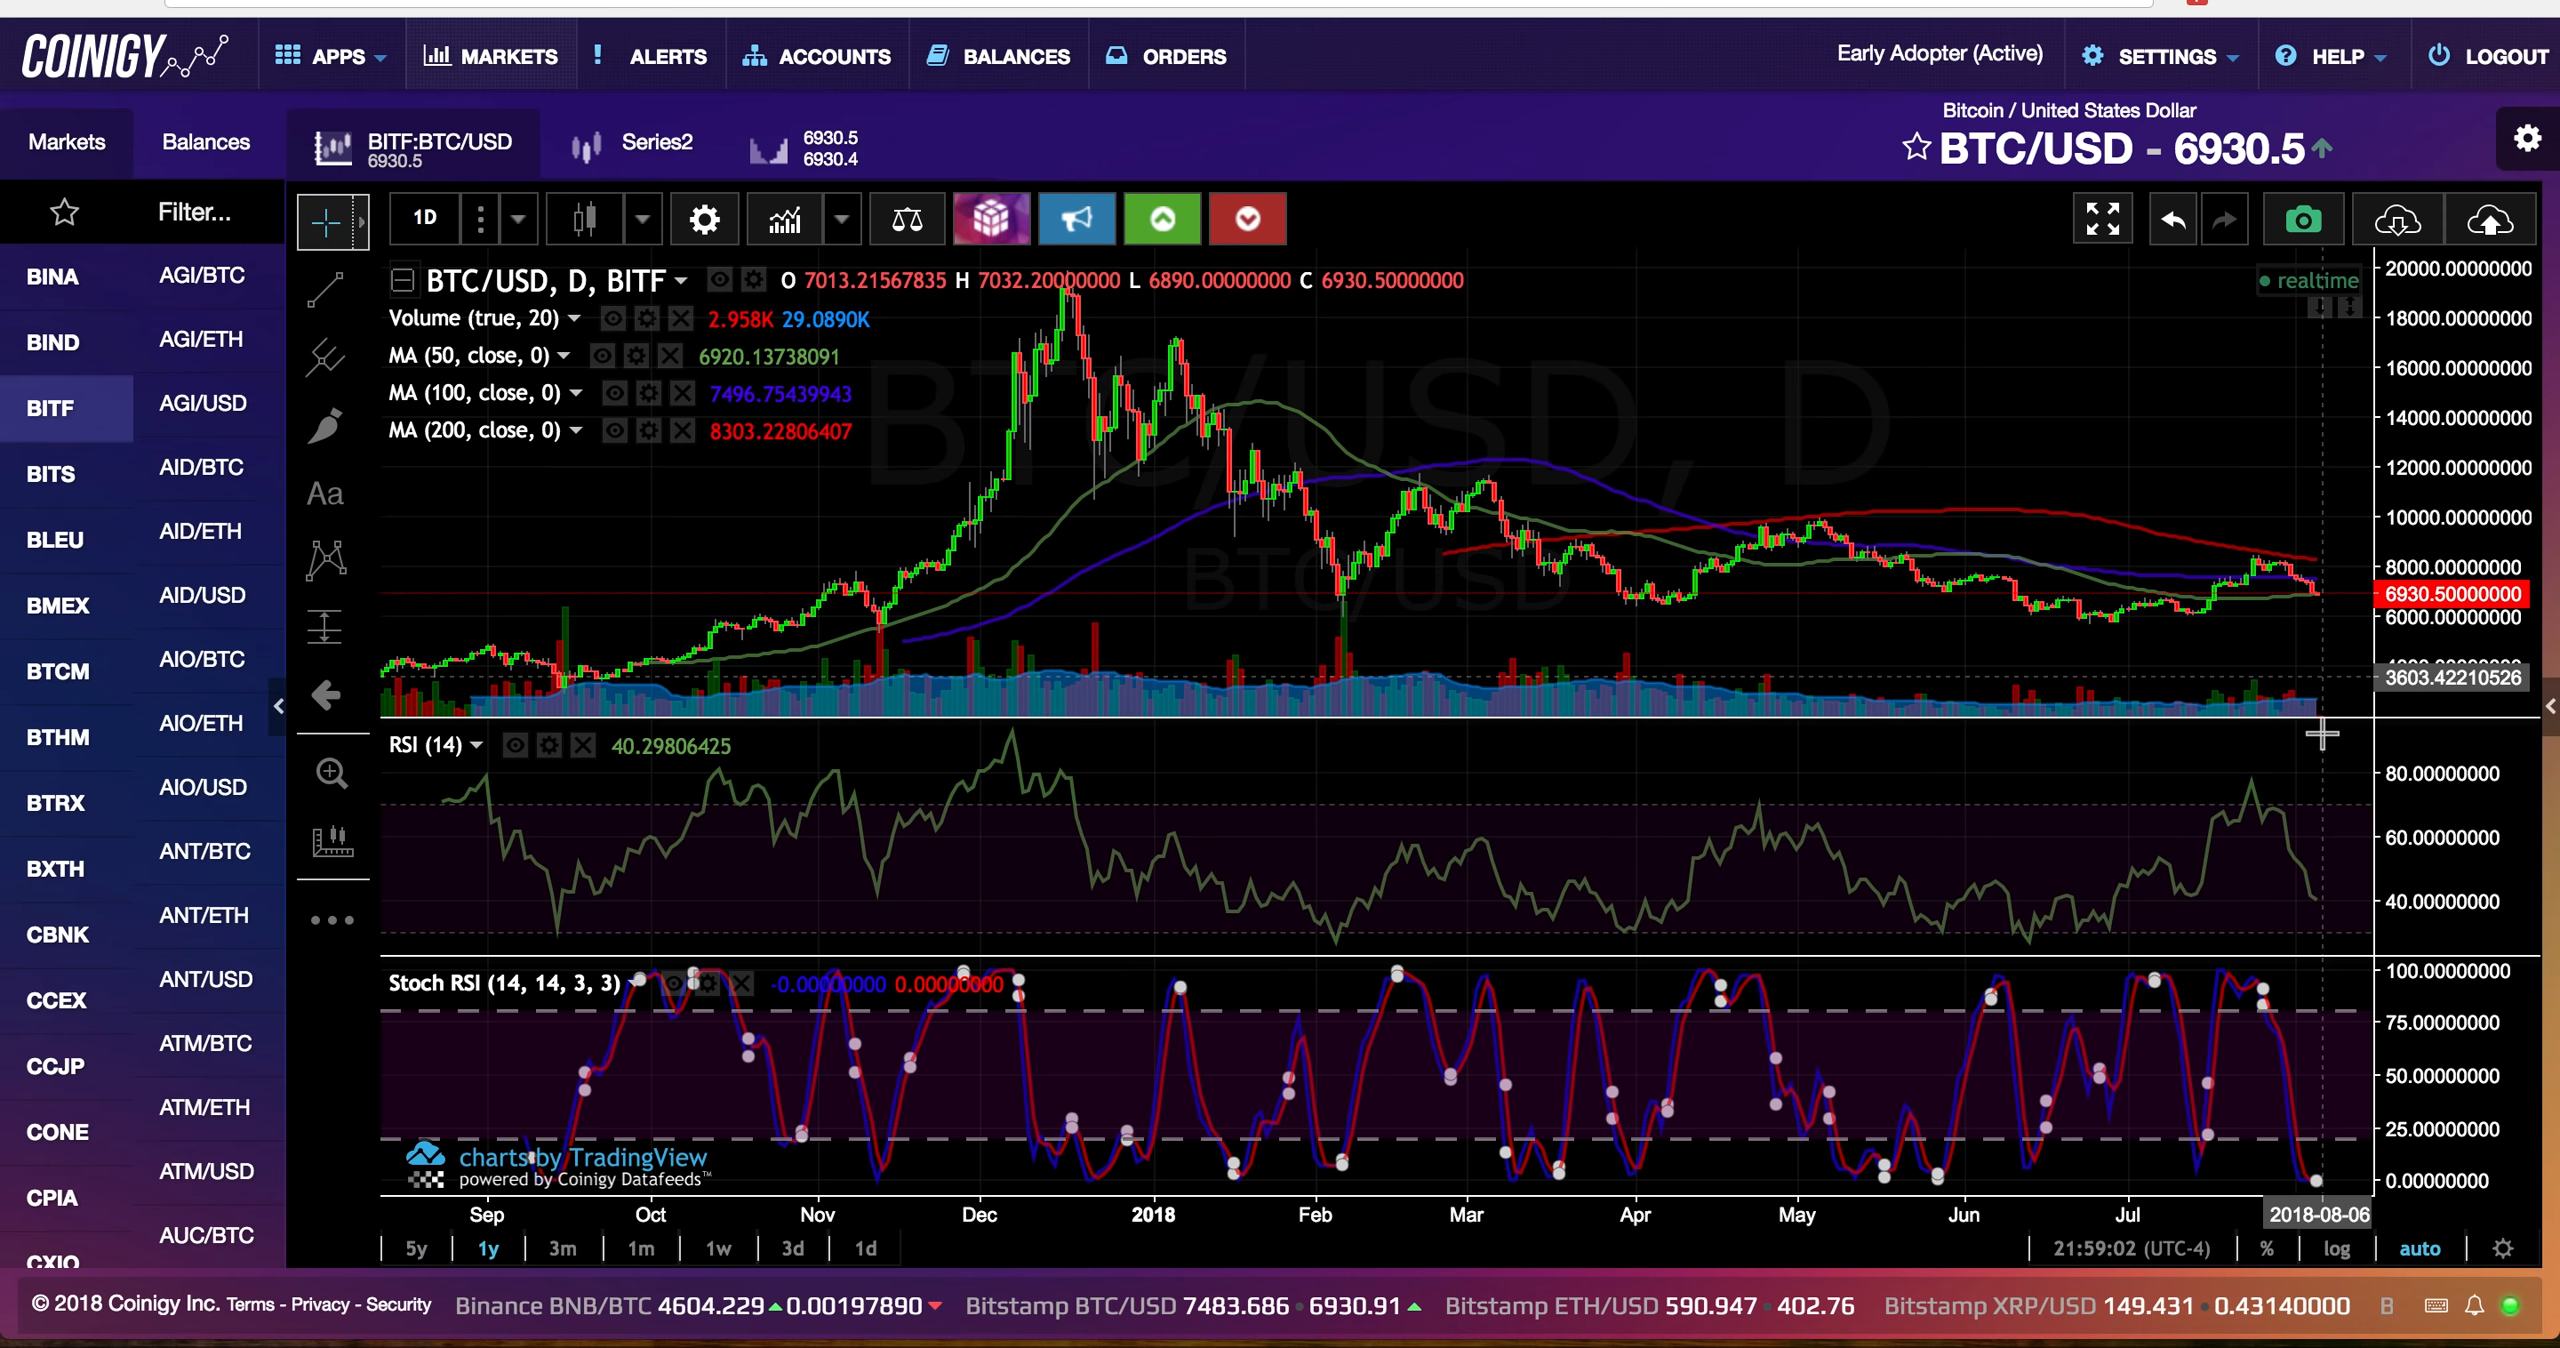 COINIGY
APPS
MARKETS
ALERTS
ACCOUNTS
BALANCES
ORDERS
Early Adopter (Active)
SETTINGS
HELP
LOGOUT
Markets
Balances
BITF:BTC/USD
6930.5
Series2
6930.5
6930.4
Bitcoin / United States Dollar
BTC/USD - 6930.5
Filter...
1D
BINA
BIND
BITF
BITS
BLEU
BMEX
BTCM
BTHM
BTRX
BXTH
CBNK
CCEX
CCJP
CONE
CPIA
CXIO
AGI/BTC
AGI/ETH
AGI/USD
AID/BTC
AID/ETH
AID/USD
AIO/BTC
AIO/ETH
AIO/USD
ANT/BTC
ANT/ETH
ANT/USD
ATM/BTC
ATM/ETH
ATM/USD
AUC/BTC
Aa
BTC/USD, D, BITF O 7013.21567835 H 7032.20000000 L 6890.00000000 C 6930.50000000
realtime
Volume (true, 20) 2.958K 29.0890K
MA (50, close, 0) 6920.13738091
MA (100, close, 0) 7496.75439943
MA (200, close, 0) 8303.22806407
BTC/USD, D
BTC/USD
20000.00000000
18000.00000000
16000.00000000
14000.00000000
12000.00000000
10000.00000000
8000.00000000
6930.50000000
6000.00000000
3603.42210526
RSI (14) 40.29806425
80.00000000
60.00000000
40.00000000
Stoch RSI (14, 14, 3, 3) -0.00000000 0.00000000
100.00000000
75.00000000
50.00000000
25.00000000
0.00000000
charts by TradingView
powered by Coinigy Datafeeds™
Sep Oct Nov Dec 2018 Feb Mar Apr May Jun Jul 2018-08-06
5y 1y 3m 1m 1w 3d 1d
21:59:02 (UTC-4) % log auto
© 2018 Coinigy Inc. Terms - Privacy - Security
Binance BNB/BTC 4604.229 0.00197890 Bitstamp BTC/USD 7483.686 6930.91 Bitstamp ETH/USD 590.947 402.76 Bitstamp XRP/USD 149.431 0.43140000 B